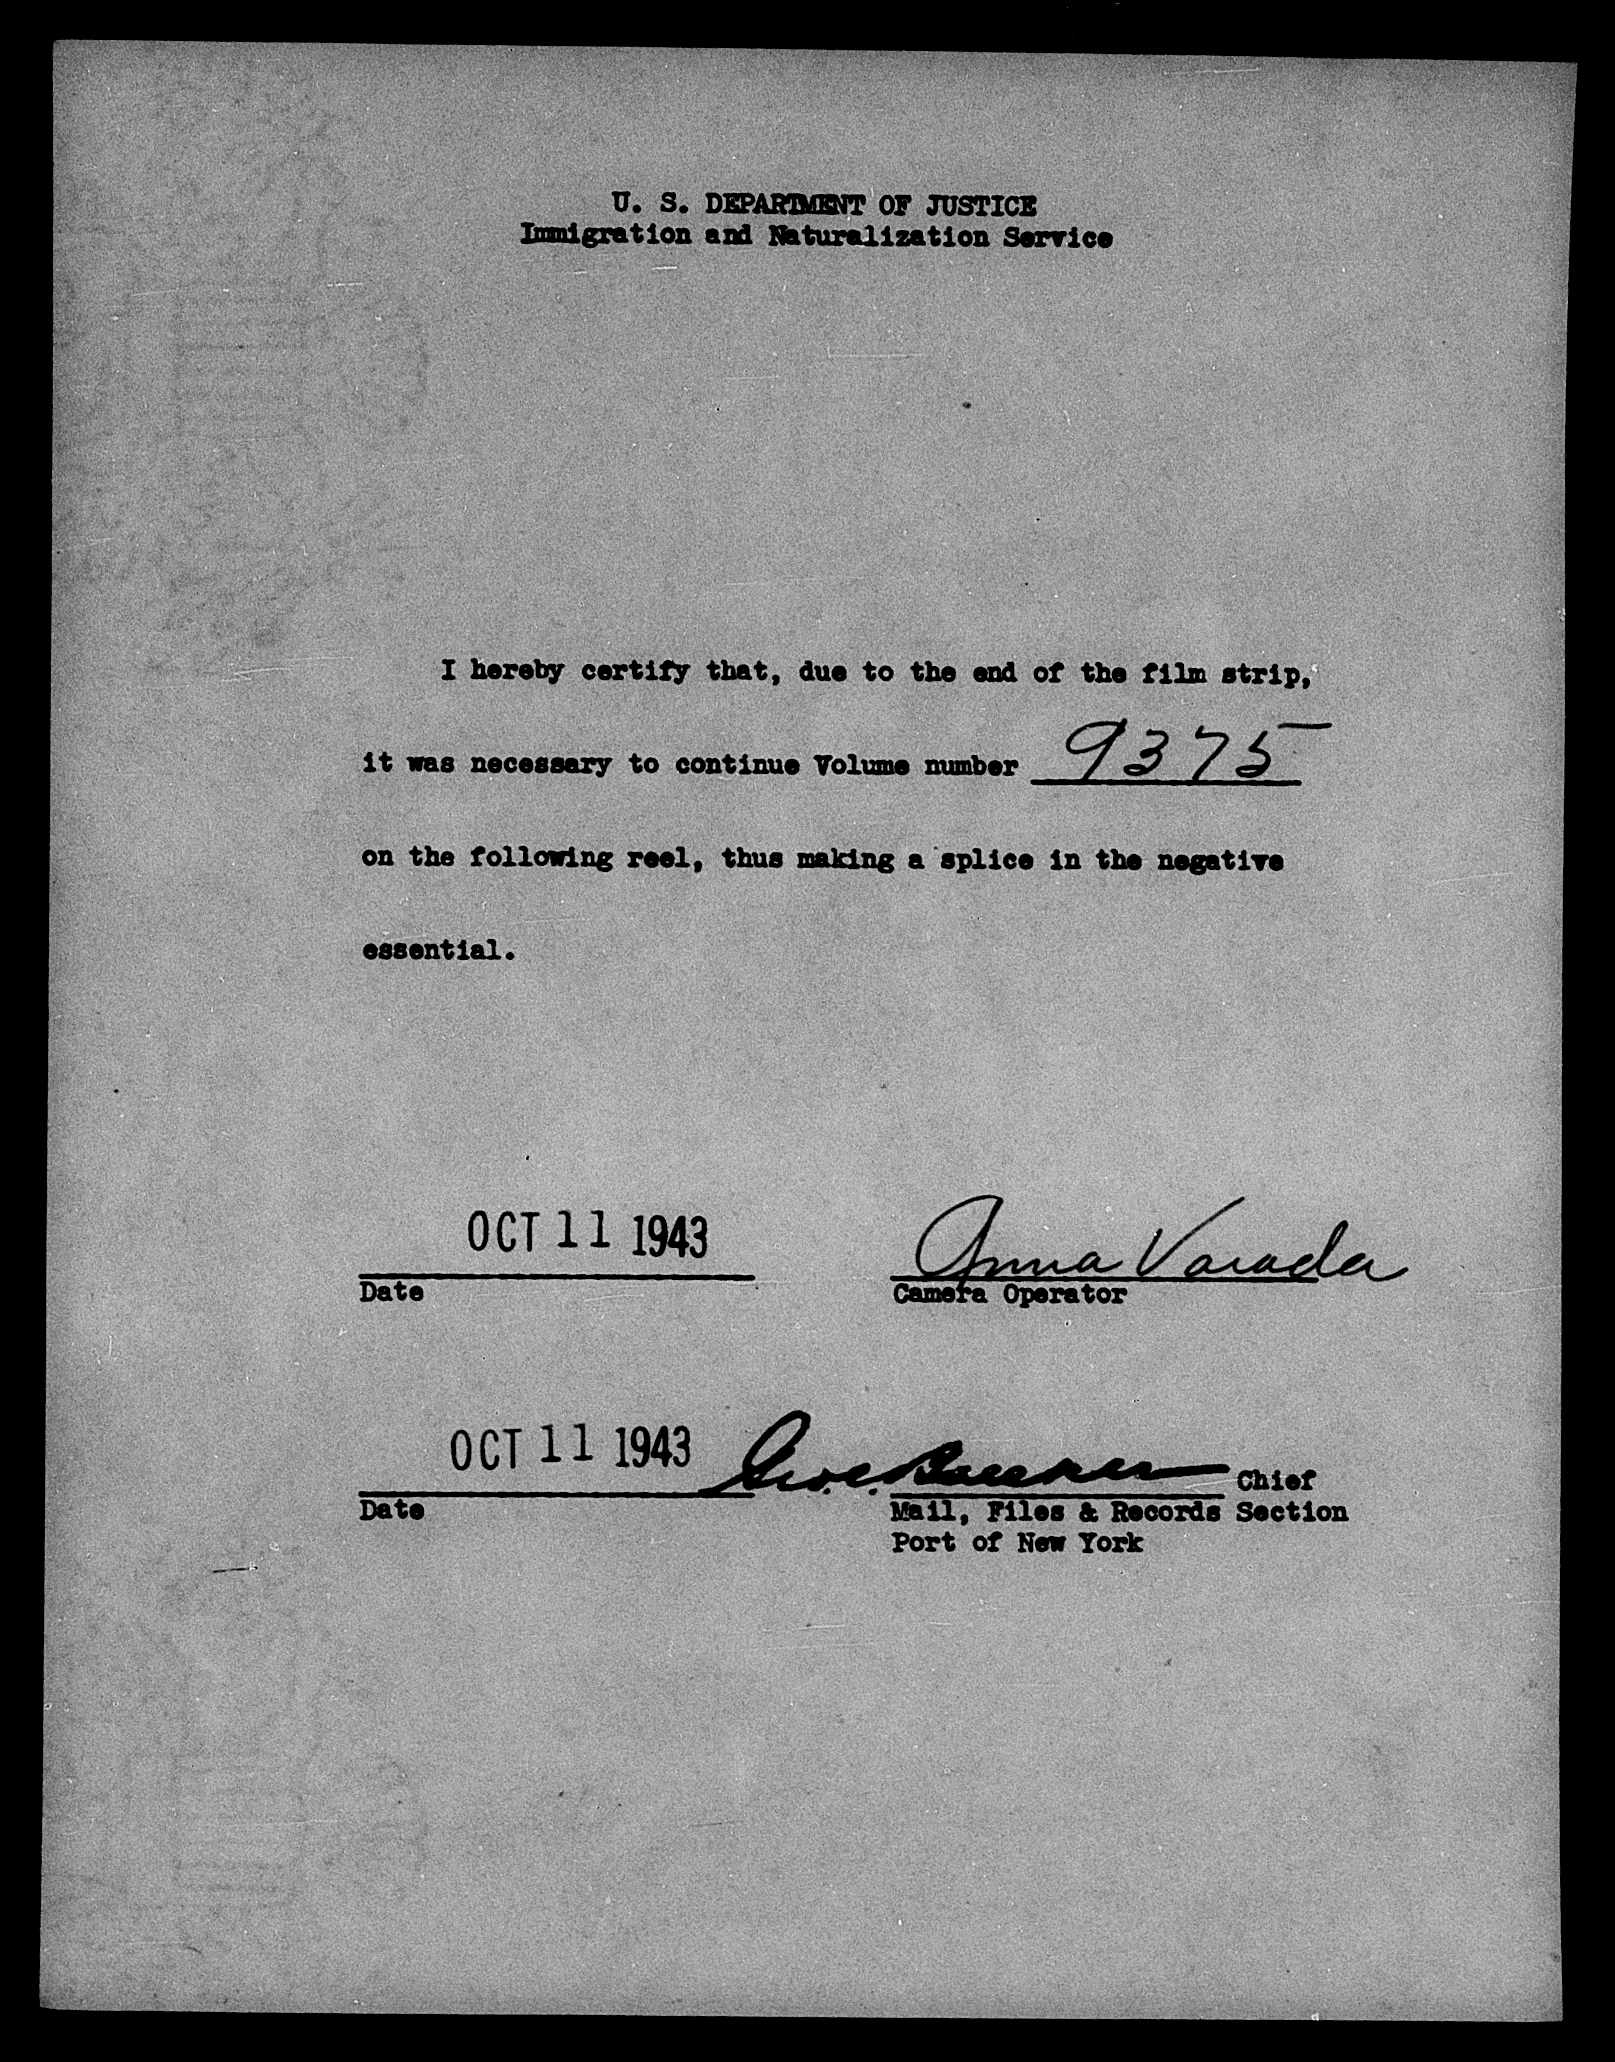 U. S. DEPARTMENT OF JUSTICE
Immigration and Naturalization Service
I hereby certify that, due to the end of the film strip,
it was necessary to continue Volume number 9375
on the following reel, thus making a splice in the negative
essential.
OCT 11 1943 Anna Varada
Date Camera Operator
OCT 11 1943 Chief
Date Mail, Files & Records Section
Port of New York